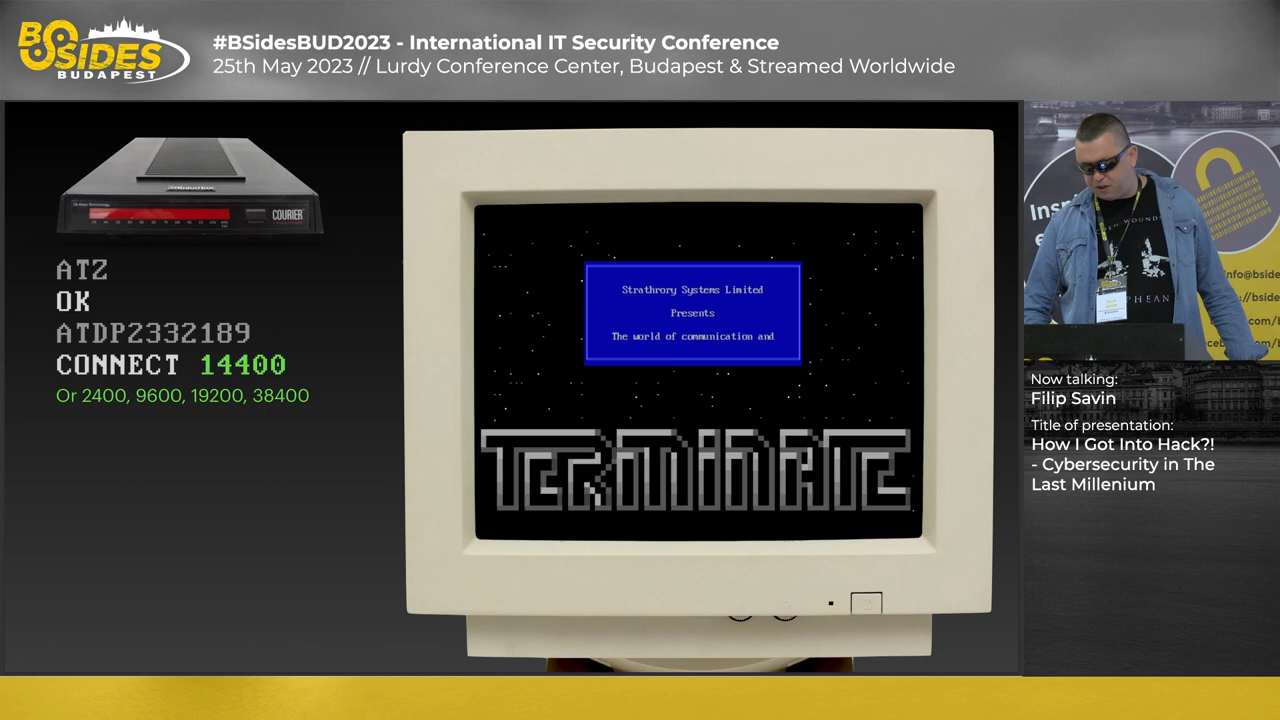 BSIDES
BUDAPEST
#BSidesBUD2023 - International IT Security Conference
25th May 2023 // Lurdy Conference Center, Budapest & Streamed Worldwide
COURIER
ATZ
OK
ATDP2332189
CONNECT 14400
Or 2400, 9600, 19200, 38400
Strathrory Systems Limited
Presents
The world of communication and
TERMINATE
info@bside
Now talking:
Filip Savin
Title of presentation:
How I Got Into Hack?!
- Cybersecurity in The
Last Millenium